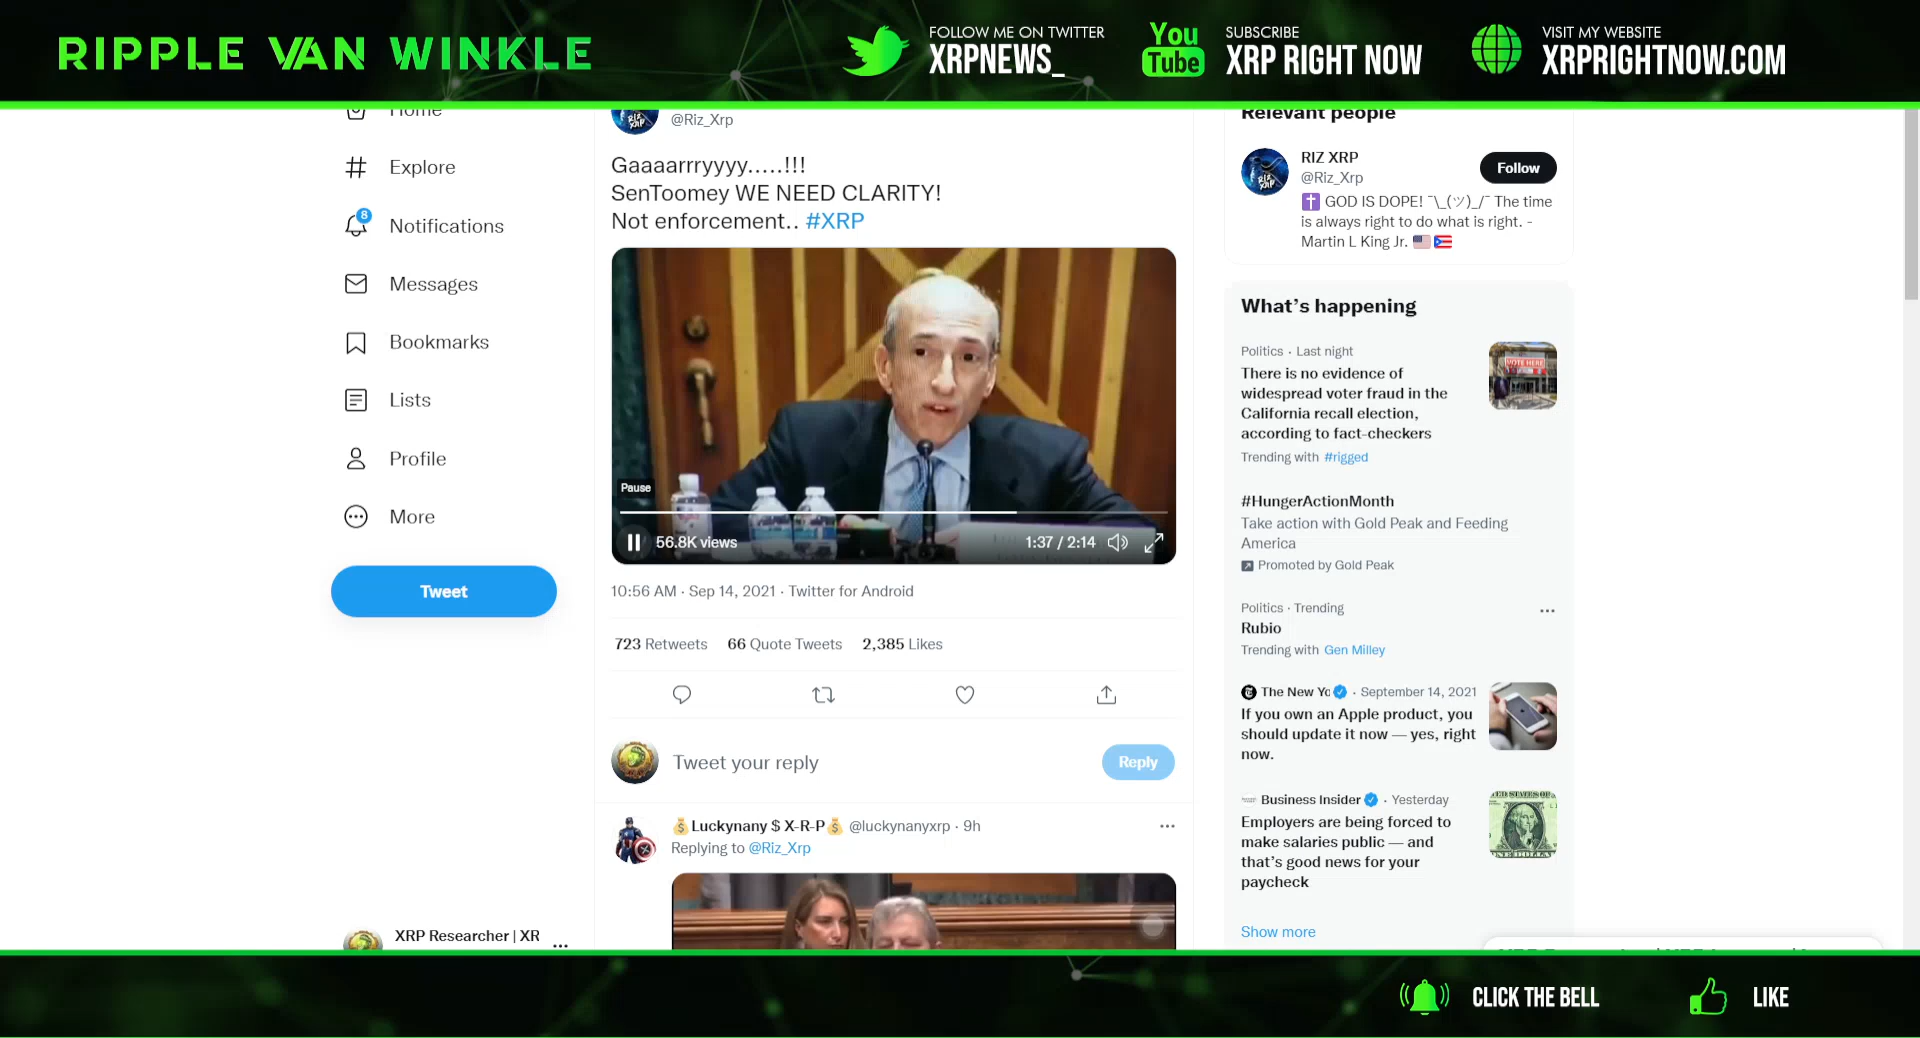 RIPPLE VAN WINKLE
FOLLOW ME ON TWITTER
XRPNEWS_
You
Tube
SUBSCRIBE
XRP RIGHT NOW
VISIT MY WEBSITE
XRPRIGHTNOW.COM
Home
Explore
8
Notifications
Messages
Bookmarks
Lists
Profile
More
Tweet
XRP Researcher | XR
@Riz_Xrp
Gaaaarrryyyy.....!!!
SenToomey WE NEED CLARITY!
Not enforcement.. #XRP
Pause
56.8K views
1:37 / 2:14
10:56 AM · Sep 14, 2021 · Twitter for Android
723 Retweets 66 Quote Tweets 2,385 Likes
Tweet your reply
Reply
💰Luckynany $ X-R-P💰 @luckynanyxrp · 9h
Replying to @Riz_Xrp
Relevant people
RIZ XRP
@Riz_Xrp
Follow
✝️ GOD IS DOPE! ¯\_(ツ)_/¯ The time
is always right to do what is right. -
Martin L King Jr. 🇺🇸🇵🇷
What's happening
Politics · Last night
There is no evidence of
widespread voter fraud in the
California recall election,
according to fact-checkers
Trending with #rigged
VOTE HERE
#HungerActionMonth
Take action with Gold Peak and Feeding
America
Promoted by Gold Peak
Politics · Trending
Rubio
Trending with Gen Milley
The New Yo · September 14, 2021
If you own an Apple product, you
should update it now — yes, right
now.
Business Insider · Yesterday
Employers are being forced to
make salaries public — and
that's good news for your
paycheck
Show more
CLICK THE BELL
LIKE